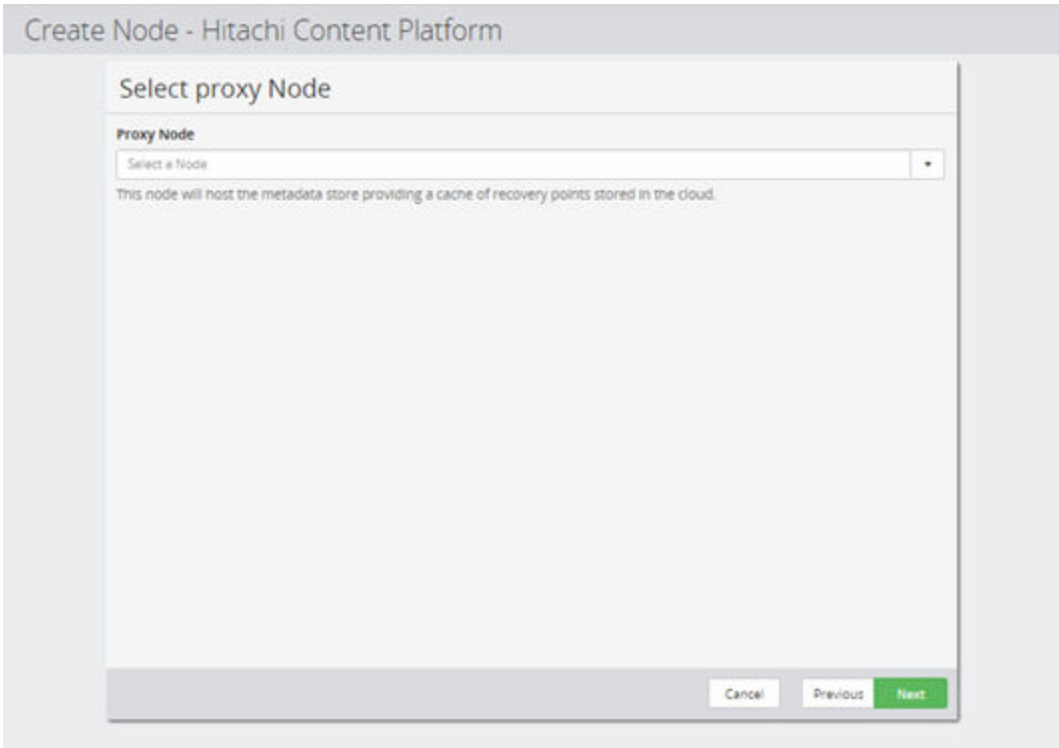 Create Node - Hitachi Content Platform
Select proxy Node
Proxy Node
Select a Node
This node will host the metadata store providing a cache of recovery points stored in the cloud.
Cancel Previous Next